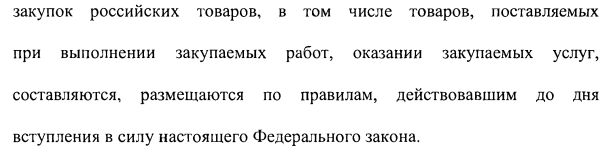 закупок российских товаров, в том числе товаров, поставляемых
при выполнении закупаемых работ, оказании закупаемых услуг,
составляются, размещаются по правилам, действовавшим до дня
вступления в силу настоящего Федерального закона.